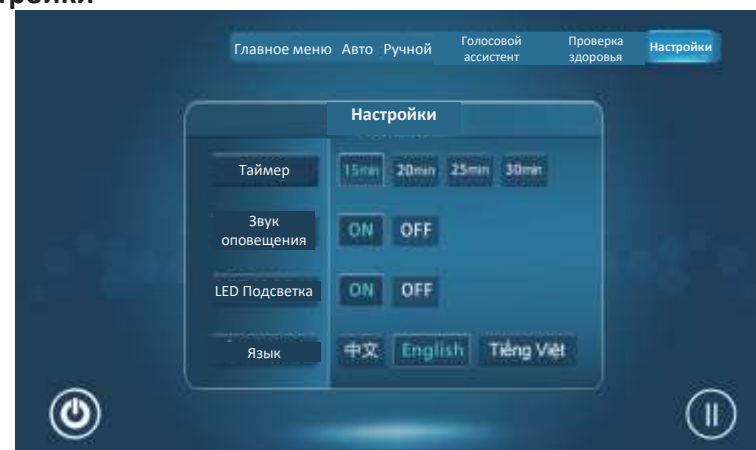 тройки
Главное меню Авто Ручной Голосовой ассистент Проверка здоровья Настройки
Настройки
Таймер 15min 20min 25min 30min
Звук оповещения ON OFF
LED Подсветка ON OFF
Язык 中文 English Tiếng Việt